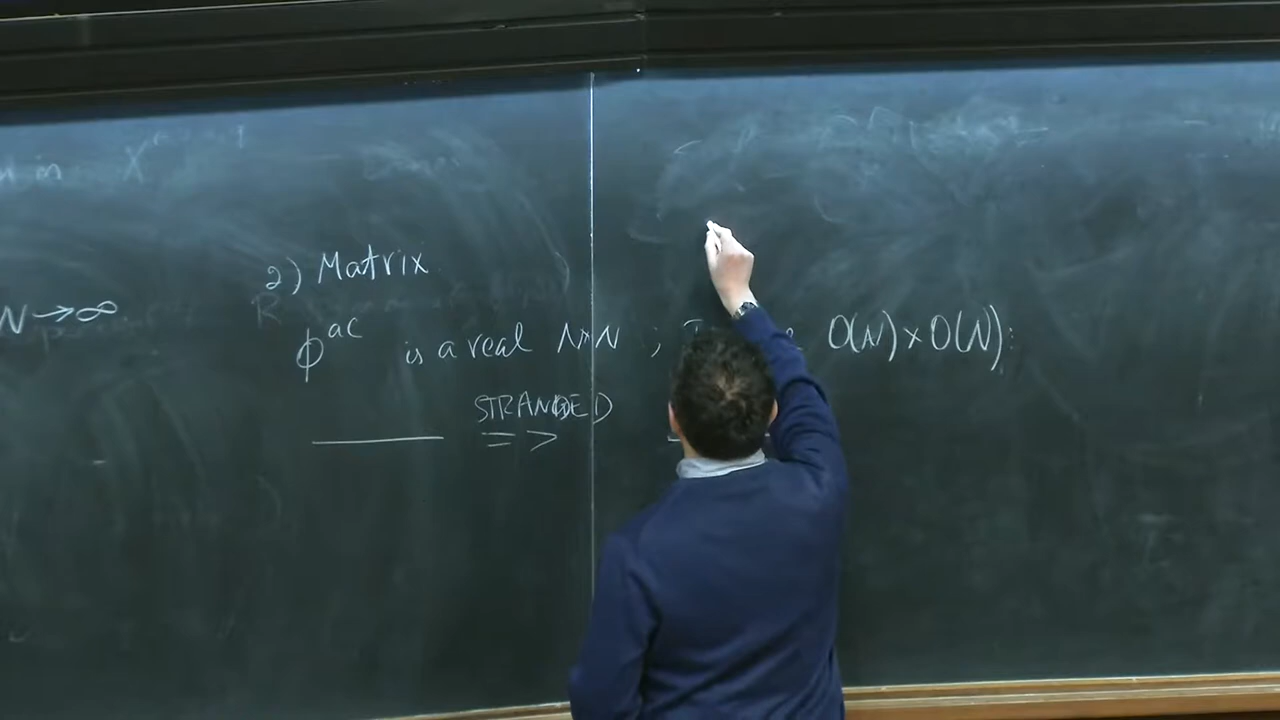 N → ∞
2) Matrix
ϕ^{ac} is a real N×N ; O(N) × O(N):
STRANDED
=>